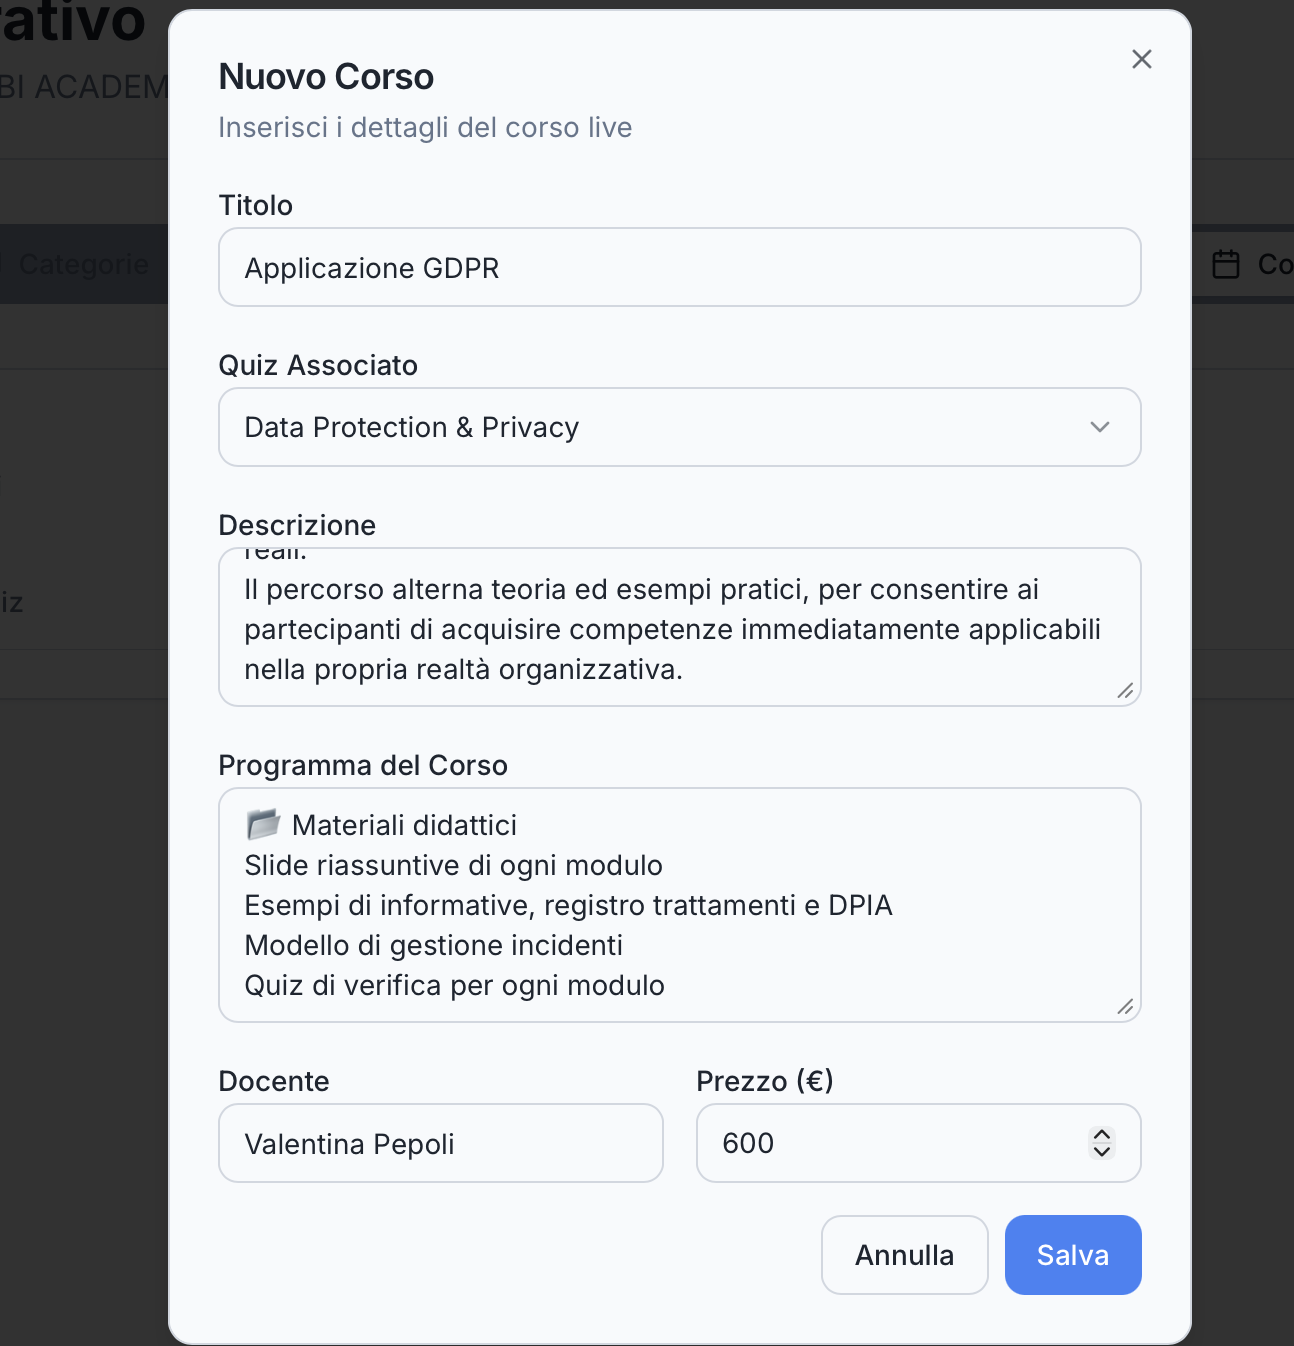 rativo
BI ACADEM
Categorie
Co
iz
Nuovo Corso
Inserisci i dettagli del corso live
Titolo
Applicazione GDPR
Quiz Associato
Data Protection & Privacy
Descrizione
reali.
Il percorso alterna teoria ed esempi pratici, per consentire ai
partecipanti di acquisire competenze immediatamente applicabili
nella propria realtà organizzativa.
Programma del Corso
📂 Materiali didattici
Slide riassuntive di ogni modulo
Esempi di informative, registro trattamenti e DPIA
Modello di gestione incidenti
Quiz di verifica per ogni modulo
Docente
Prezzo (€)
Valentina Pepoli
600
Annulla
Salva